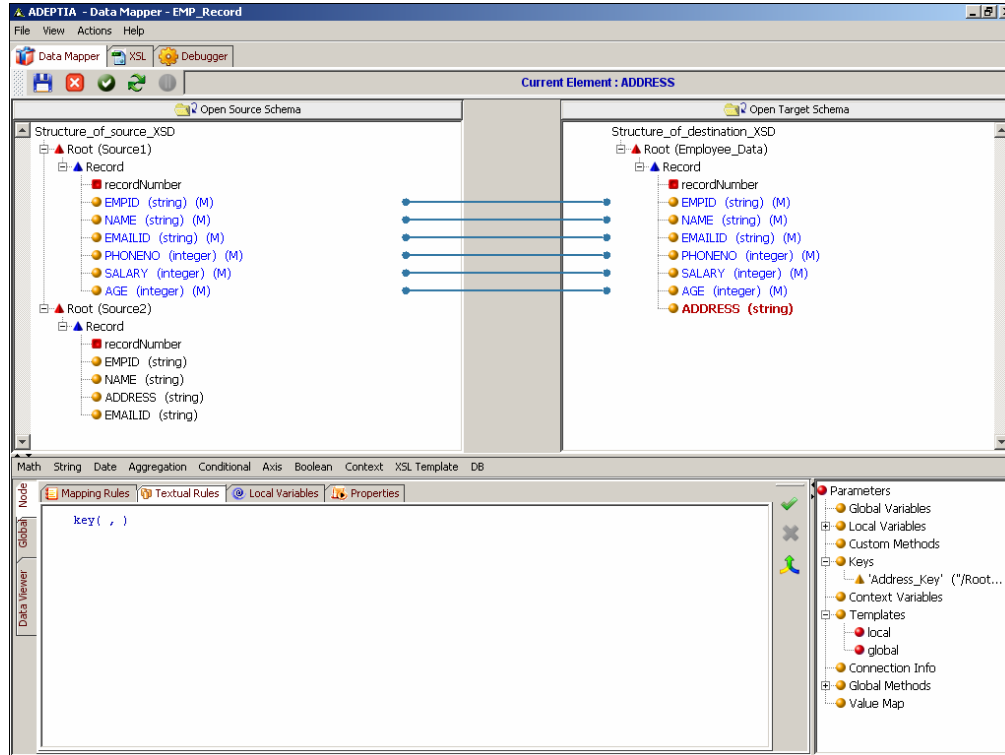 ADEPTIA - Data Mapper - EMP_Record
File View Actions Help
Data Mapper XSL Debugger
Current Element : ADDRESS
Open Source Schema
Open Target Schema
Structure_of_source_XSD
Root (Source1)
Record
recordNumber
EMPID (string) (M)
NAME (string) (M)
EMAILID (string) (M)
PHONENO (integer) (M)
SALARY (integer) (M)
AGE (integer) (M)
Root (Source2)
Record
recordNumber
EMPID (string)
NAME (string)
ADDRESS (string)
EMAILID (string)
Structure_of_destination_XSD
Root (Employee_Data)
Record
recordNumber
EMPID (string) (M)
NAME (string) (M)
EMAILID (string) (M)
PHONENO (integer) (M)
SALARY (integer) (M)
AGE (integer) (M)
ADDRESS (string)
Math String Date Aggregation Conditional Axis Boolean Context XSL Template DB
Node
Global
Data Viewer
Mapping Rules Textual Rules Local Variables Properties
key( , )
Parameters
Global Variables
Local Variables
Custom Methods
Keys
'Address_Key' ("/Root...
Context Variables
Templates
local
global
Connection Info
Global Methods
Value Map